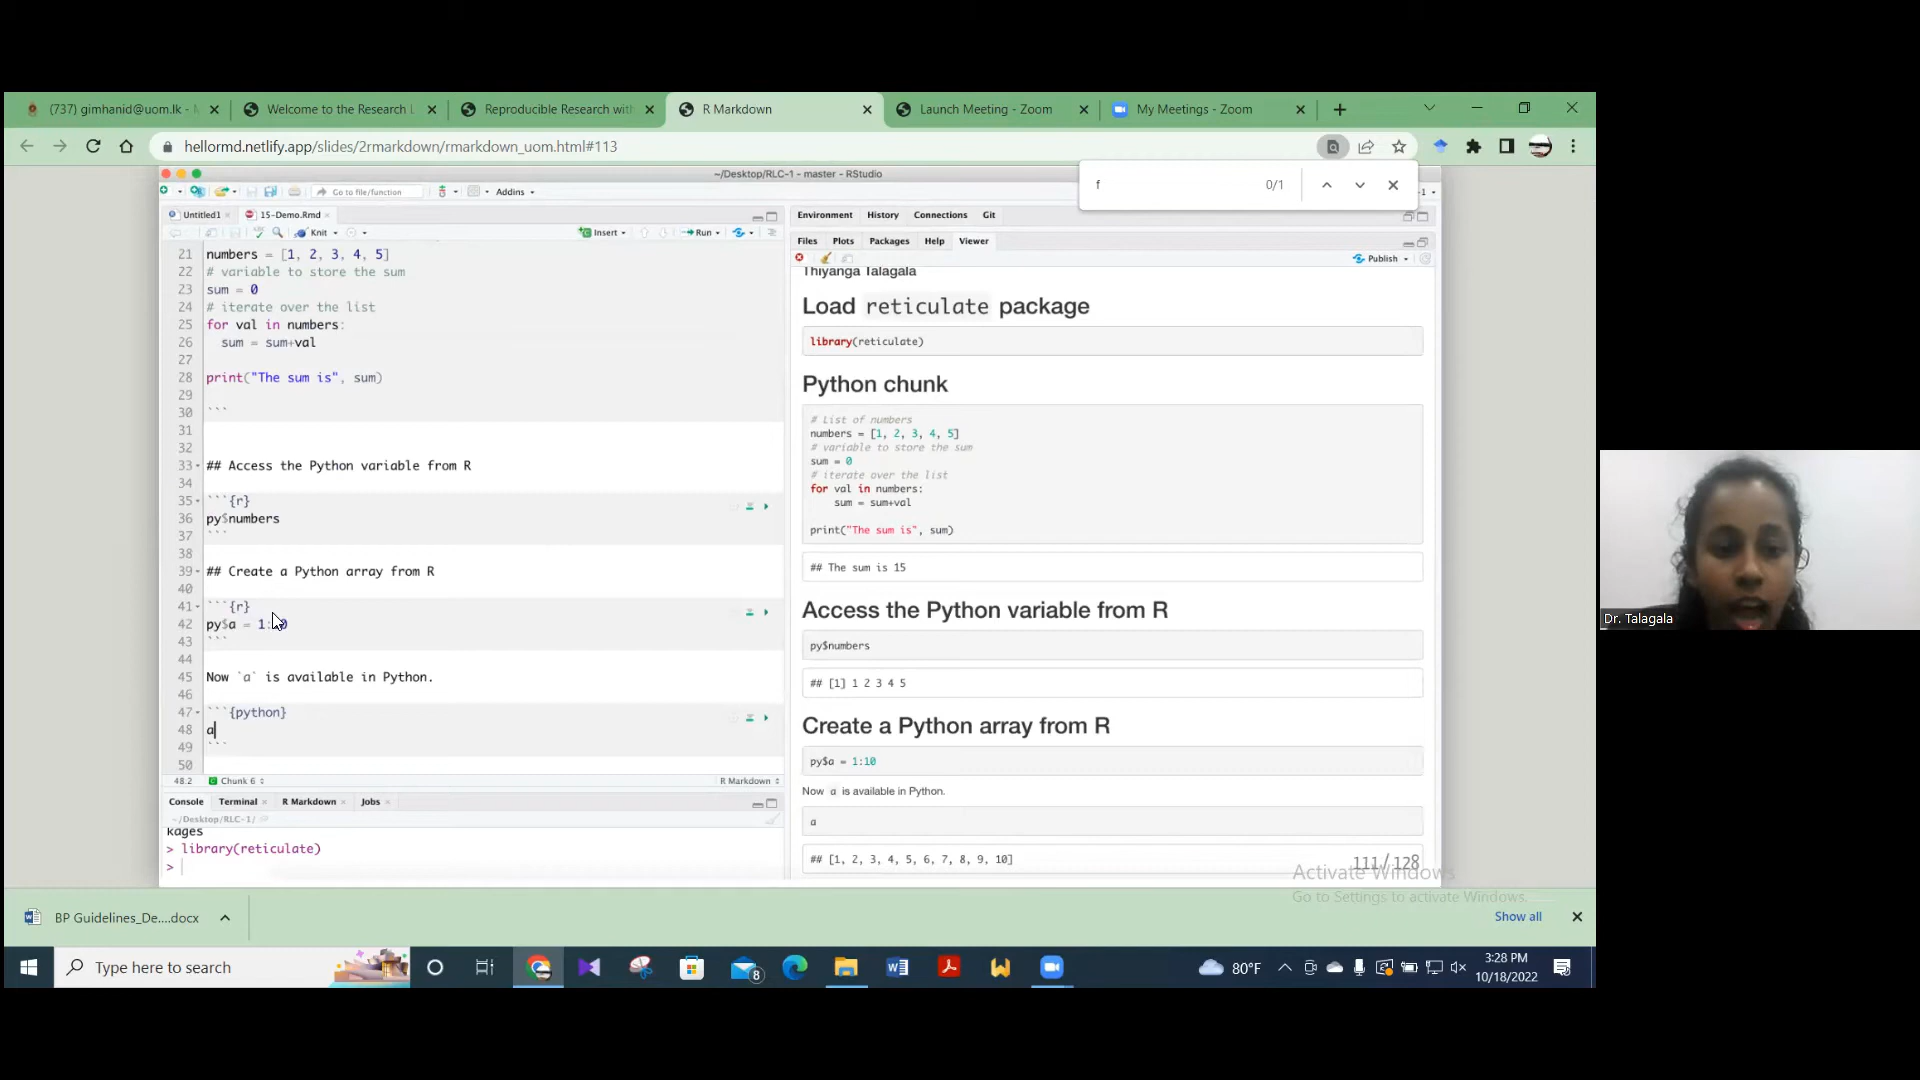 (737) gimhanid@uom.lk -
Welcome to the Research
Reproducible Research with
R Markdown
Launch Meeting - Zoom
My Meetings - Zoom
hellormd.netlify.app/slides/2rmarkdown/rmarkdown_uom.html#113
f
0/1
~/Desktop/RLC-1 - master - RStudio
Go to file/function
Addins
Untitled1
15-Demo.Rmd
Knit
Insert
Run
21 numbers = [1, 2, 3, 4, 5]
22 # variable to store the sum
23 sum = 0
24 # iterate over the list
25 for val in numbers:
26 sum = sum+val
27
28 print("The sum is", sum)
29
30 ```
31
32
33 ## Access the Python variable from R
34
35 ```{r}
36 py$numbers
37 ```
38
39 ## Create a Python array from R
40
41 ```{r}
42 py$a = 1:10
43 ```
44
45 Now `a` is available in Python.
46
47 ```{python}
48 a
49 ```
50
48:2
Chunk 6
R Markdown
Console
Terminal
R Markdown
Jobs
~/Desktop/RLC-1/
kages
> library(reticulate)
>
Environment
History
Connections
Git
Files
Plots
Packages
Help
Viewer
Publish
Thiyanga Talagala
Load reticulate package
library(reticulate)
Python chunk
# List of numbers
numbers = [1, 2, 3, 4, 5]
# variable to store the sum
sum = 0
# iterate over the list
for val in numbers:
sum = sum+val
print("The sum is", sum)
## The sum is 15
Access the Python variable from R
py$numbers
## [1] 1 2 3 4 5
Create a Python array from R
py$a = 1:10
Now a is available in Python.
a
## [1, 2, 3, 4, 5, 6, 7, 8, 9, 10]
111 / 128
Activate Windows
Go to Settings to activate Windows.
Dr. Talagala
BP Guidelines_De....docx
Show all
Type here to search
8
80°F
3:28 PM
10/18/2022